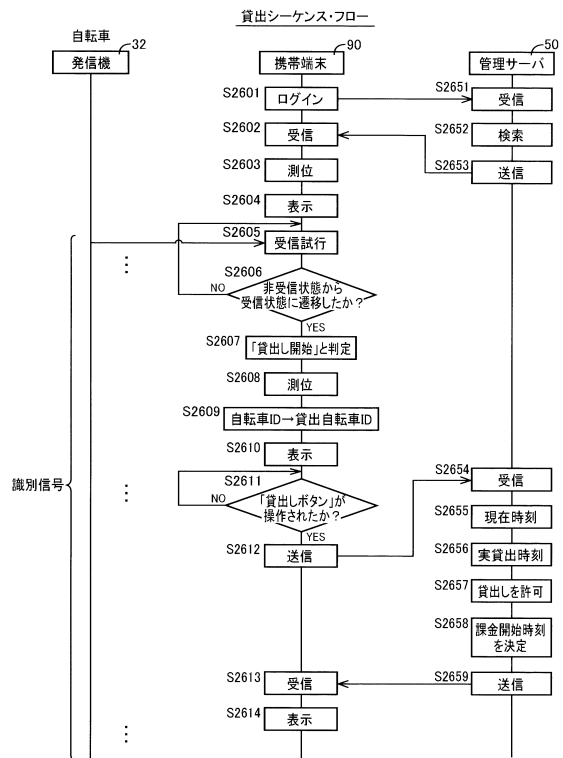 貸出シーケンス・フロー
自転車
32
発信機
90
携帯端末
50
管理サーバ
S2601
ログイン
S2651
受信
S2602
受信
S2652
検索
S2603
測位
S2653
送信
S2604
表示
S2605
受信試行
S2606
非受信状態から
受信状態に遷移したか？
NO
YES
S2607
「貸出し開始」と判定
S2608
測位
S2609
自転車ID→貸出自転車ID
S2610
表示
S2611
「貸出しボタン」が
操作されたか？
NO
YES
識別信号
S2654
受信
S2655
現在時刻
S2612
送信
S2656
実貸出時刻
S2657
貸出しを許可
S2658
課金開始時刻
を決定
S2613
受信
S2659
送信
S2614
表示